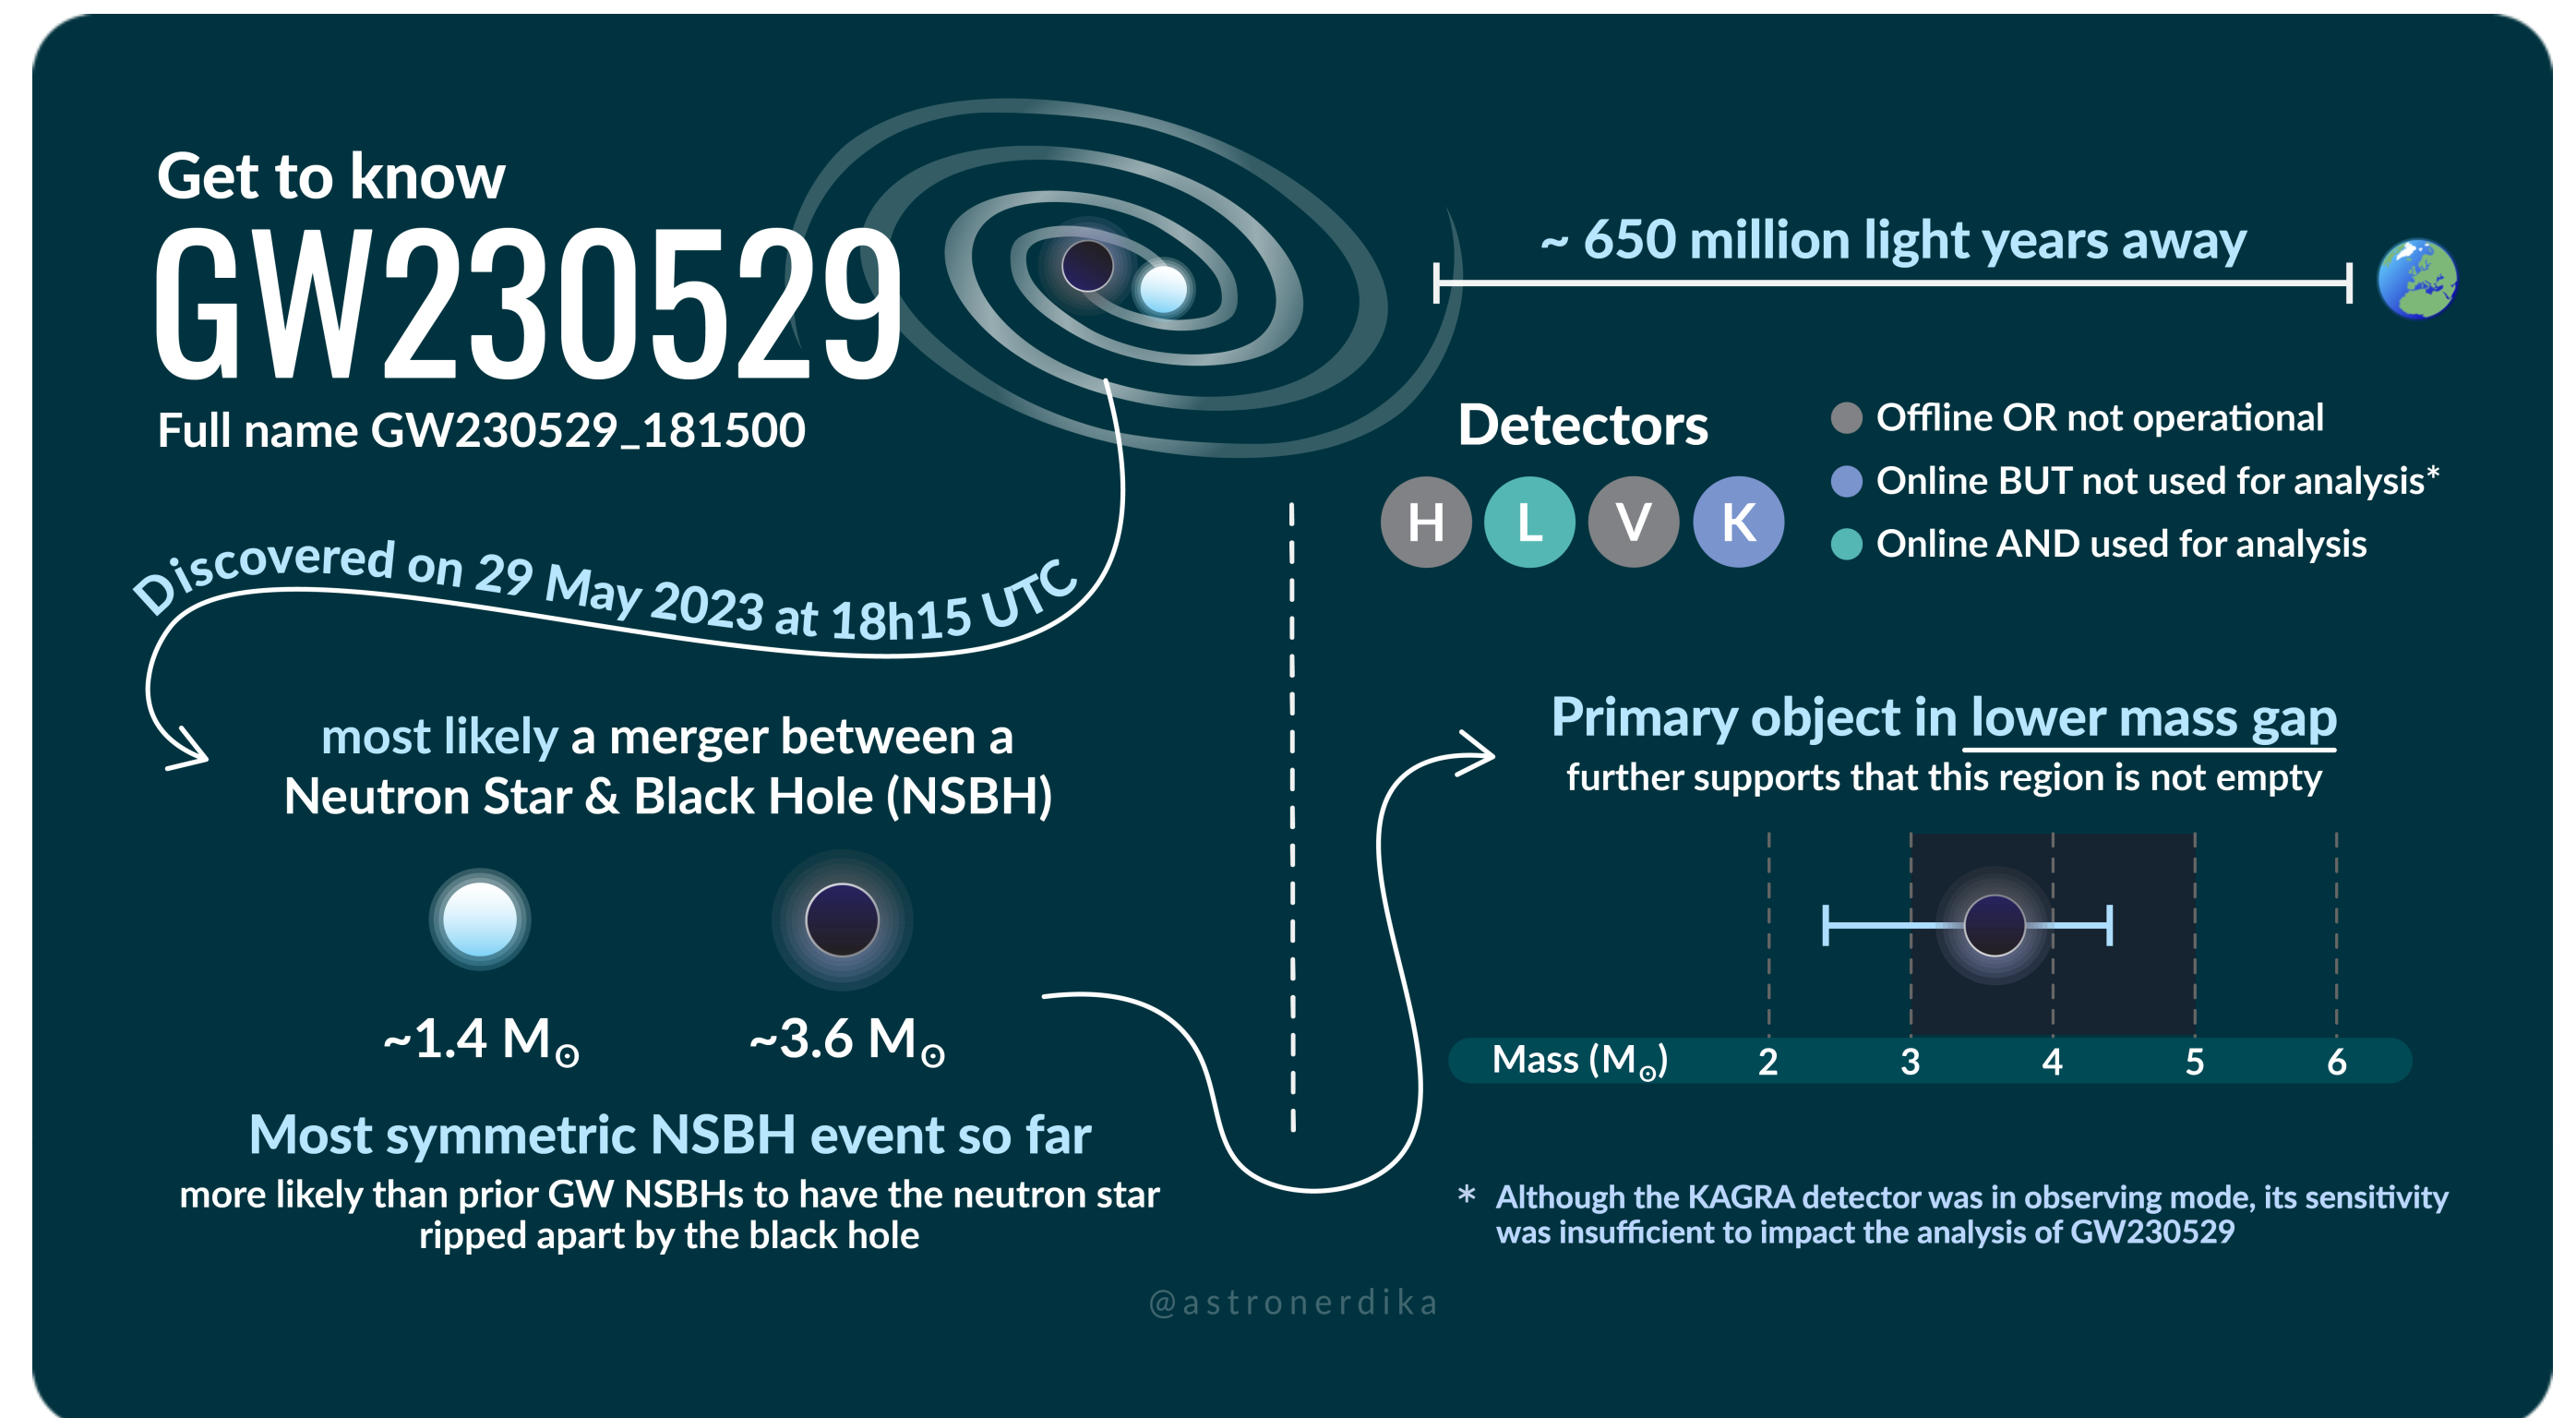 Get to know
GW230529
Full name GW230529_181500
~ 650 million light years away
Discovered on 29 May 2023 at 18h15 UTC
most likely a merger between a
Neutron Star & Black Hole (NSBH)
~1.4 M☉
~3.6 M☉
Most symmetric NSBH event so far
more likely than prior GW NSBHs to have the neutron star
ripped apart by the black hole
Detectors
H L V K
Offline OR not operational
Online BUT not used for analysis*
Online AND used for analysis
Primary object in lower mass gap
further supports that this region is not empty
Mass (M☉) 2 3 4 5 6
* Although the KAGRA detector was in observing mode, its sensitivity
was insufficient to impact the analysis of GW230529
@astronerdika